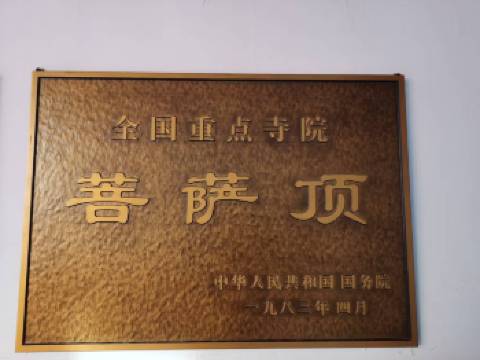 全国重点寺院
菩萨顶
中华人民共和国国务院
一九八三年四月